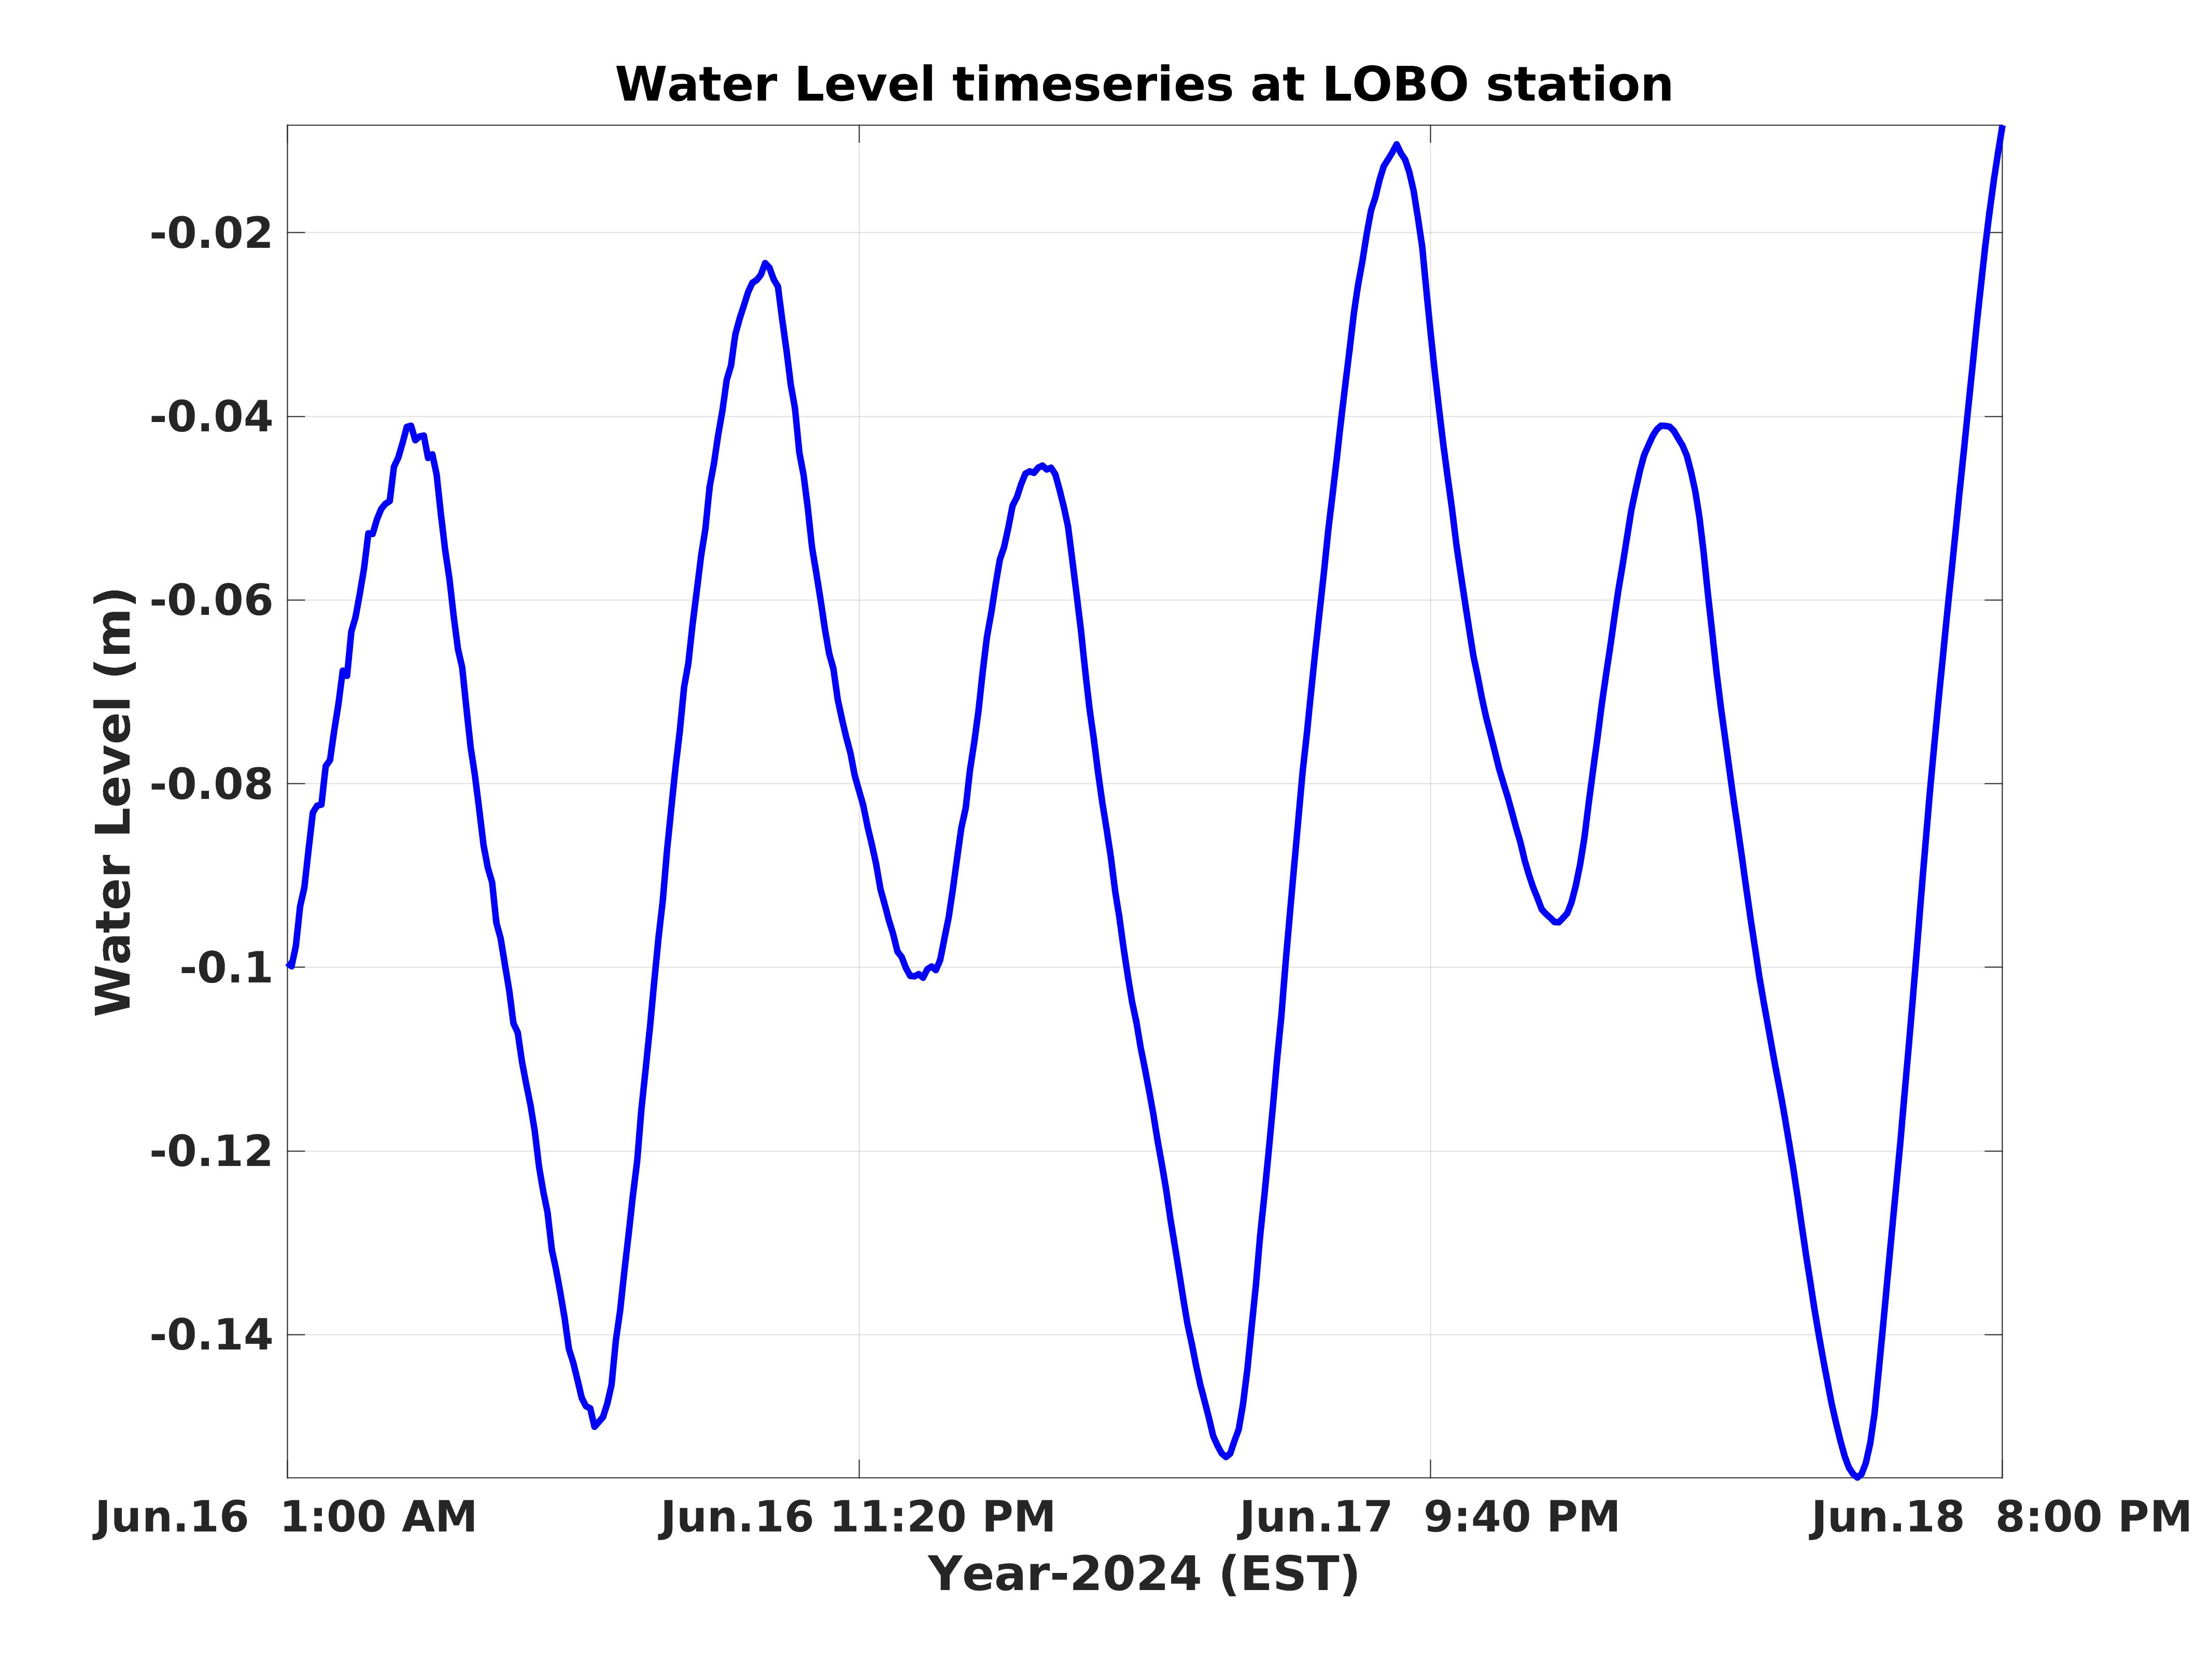 Water Level timeseries at LOBO station
Water Level (m)
-0.02
-0.04
-0.06
-0.08
-0.1
-0.12
-0.14
Jun.16  1:00 AM
Jun.16 11:20 PM
Jun.17  9:40 PM
Jun.18  8:00 PM
Year-2024 (EST)